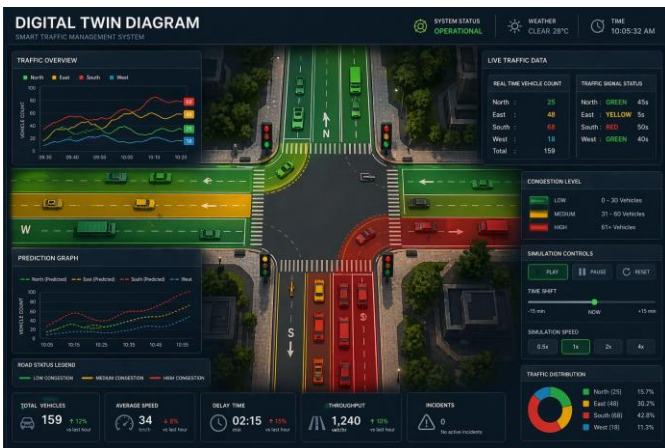 DIGITAL TWIN DIAGRAM
SMART TRAFFIC MANAGEMENT SYSTEM
SYSTEM STATUS
OPERATIONAL
WEATHER
CLEAR 28°C
TIME
10:05:32 AM
TRAFFIC OVERVIEW
North East South West
VEHICLE COUNT
100
80
60
40
20
0
68
48
25
18
09:30 09:45 10:00 10:15 10:25
N
LIVE TRAFFIC DATA
REAL TIME VEHICLE COUNT
North : 25
East : 48
South : 68
West : 18
Total : 159
TRAFFIC SIGNAL STATUS
North : GREEN 45s
East : YELLOW 5s
South : RED 50s
West : GREEN 40s
CONGESTION LEVEL
LOW 0 - 30 Vehicles
MEDIUM 31 - 60 Vehicles
HIGH 61+ Vehicles
W
S
PREDICTION GRAPH
North (Predicted) East (Predicted) South (Predicted) West
VEHICLE COUNT
100
80
60
40
20
0
10:05 10:15 10:25 10:35 10:45 10:55
ROAD STATUS LEGEND
LOW CONGESTION MEDIUM CONGESTION HIGH CONGESTION
SIMULATION CONTROLS
PLAY PAUSE RESET
TIME SHIFT
-15 min NOW +15 min
SIMULATION SPEED
0.5x 1x 2x 4x
TRAFFIC DISTRIBUTION
North (25) 15.7%
East (48) 30.2%
South (68) 42.8%
West (18) 11.3%
TOTAL VEHICLES
159 ↑ 12%
vs last hour
AVERAGE SPEED
34 ↓ 8%
km/h vs last hour
DELAY TIME
02:15 ↑ 15%
min vs last hour
THROUGHPUT
1,240 ↑ 10%
vs last hour
INCIDENTS
0
No active incidents